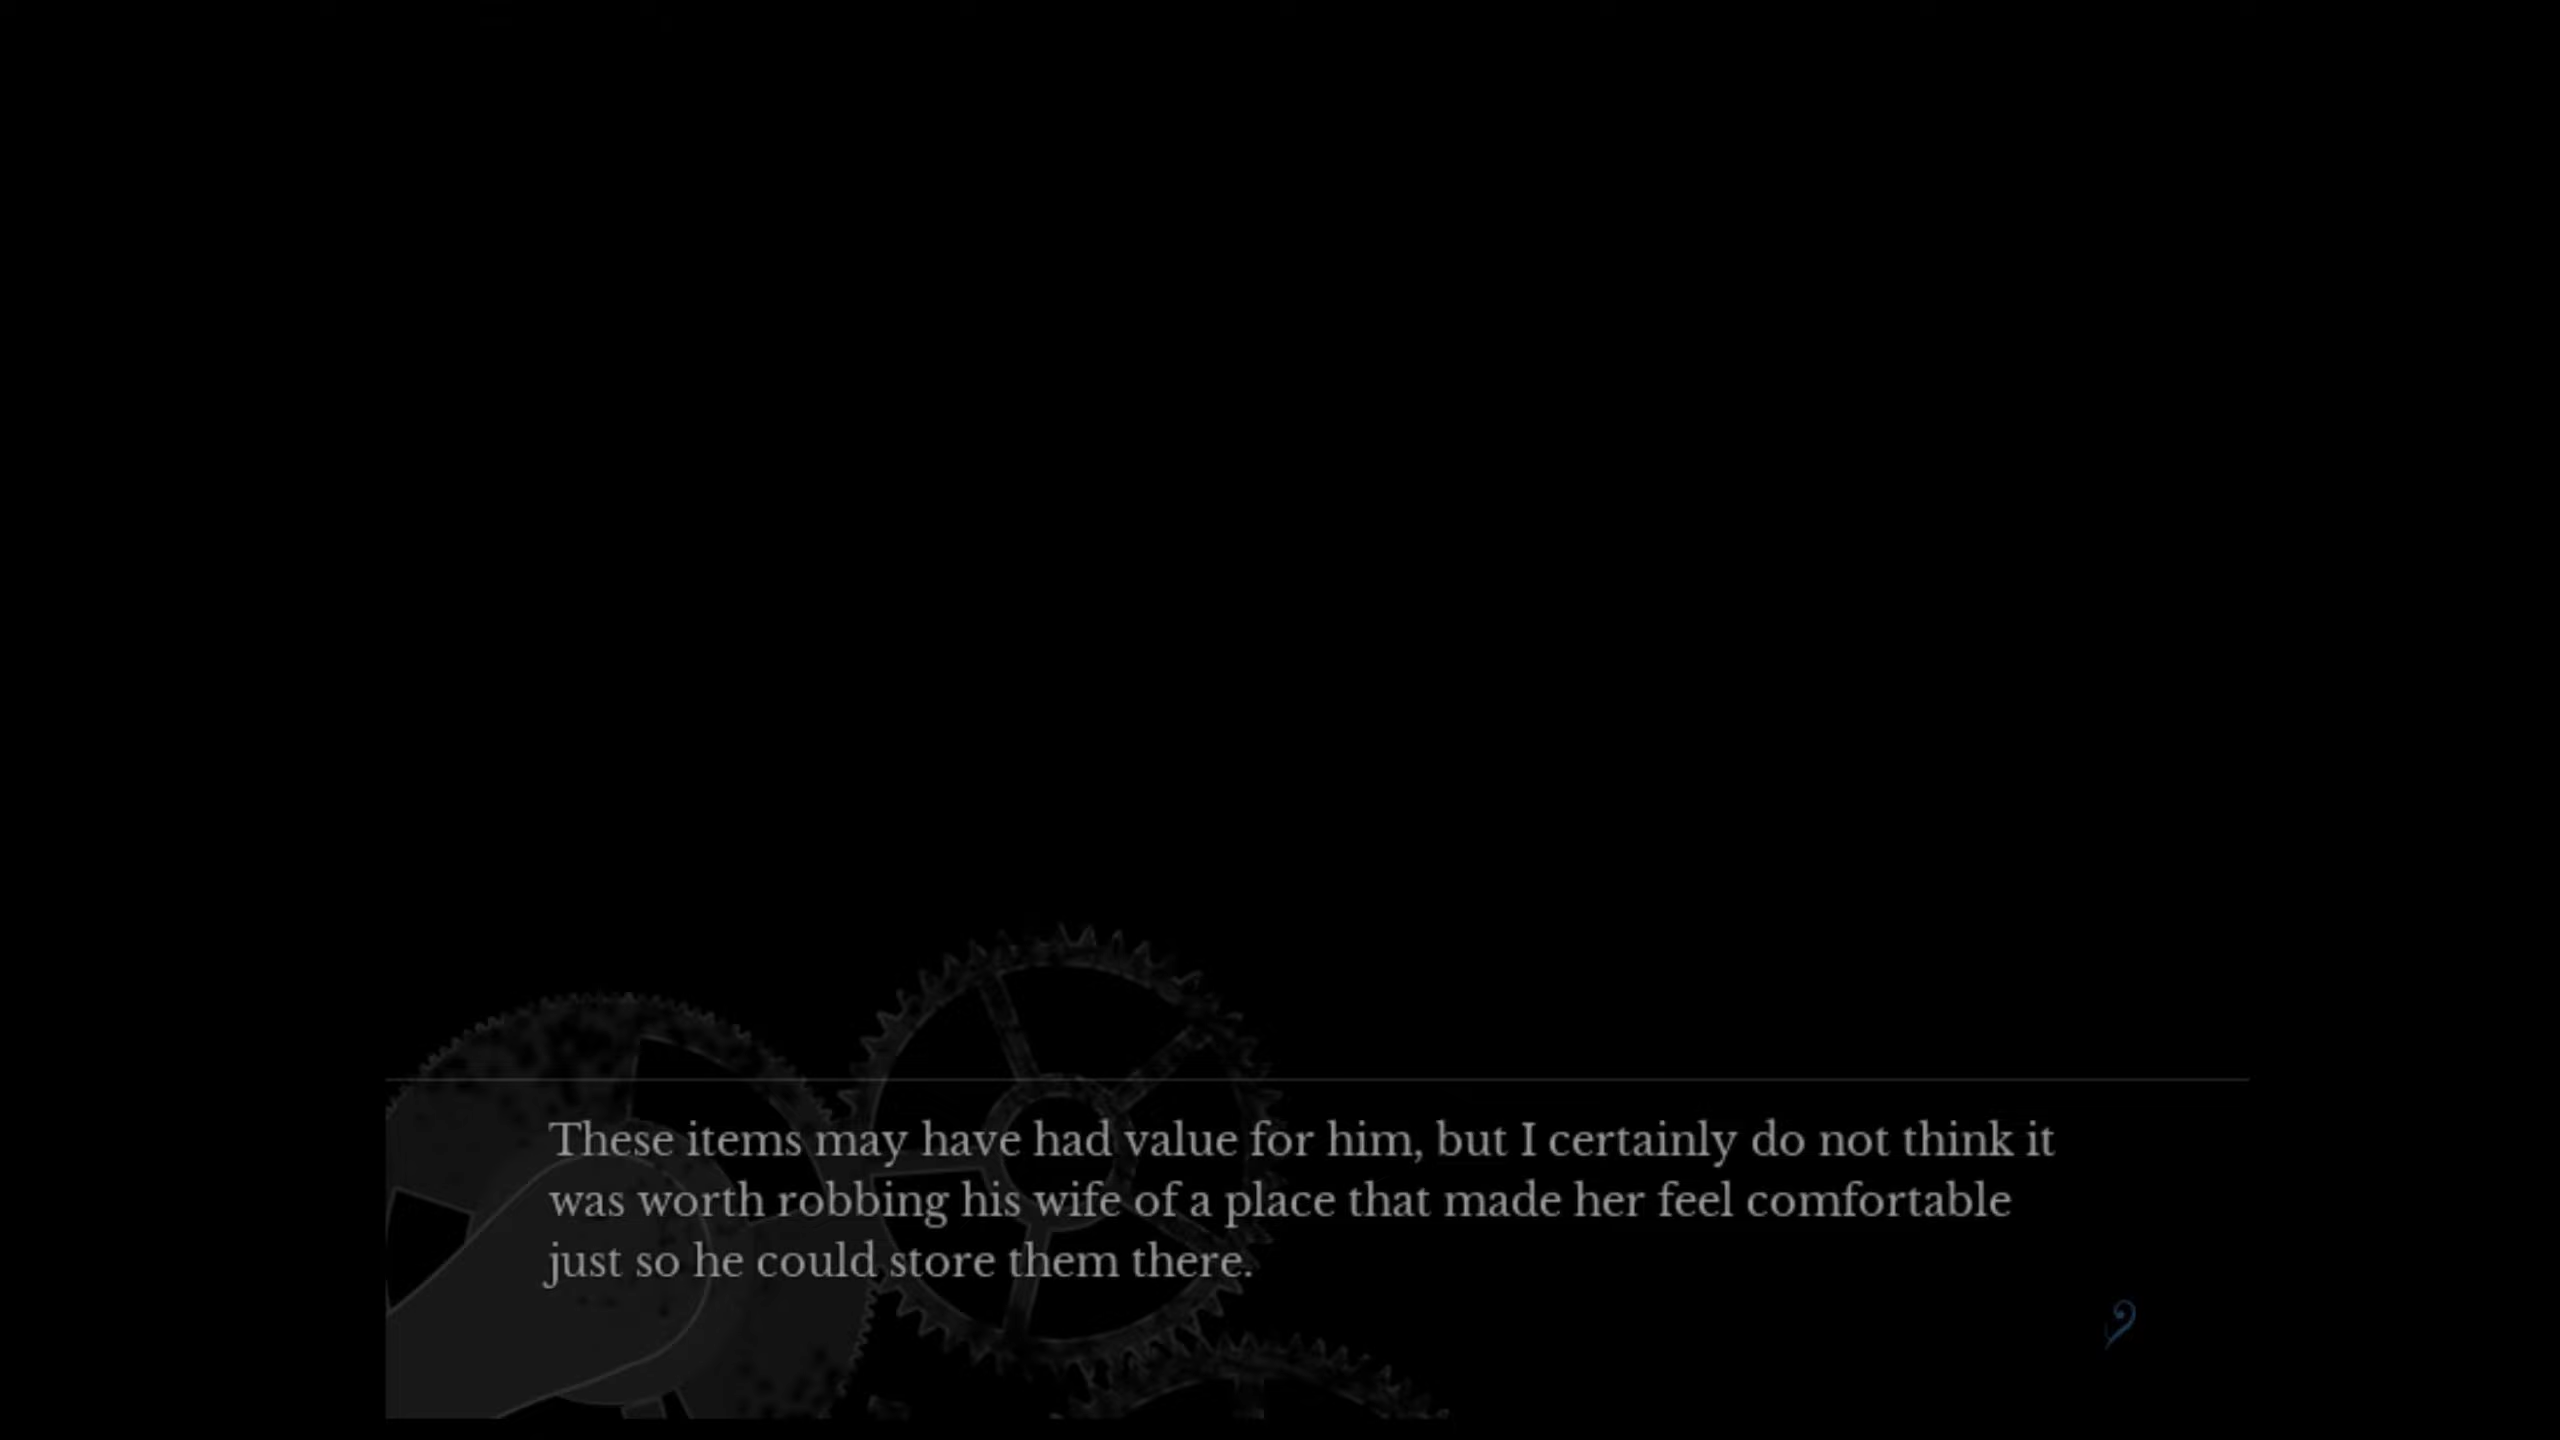 These items may have had value for him, but I certainly do not think it
was worth robbing his wife of a place that made her feel comfortable
just so he could store them there.